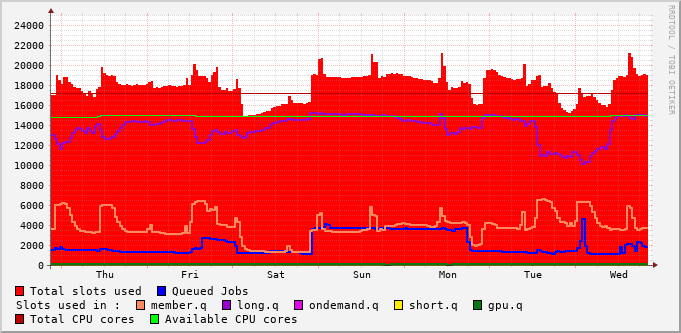 24000
22000
20000
18000
16000
14000
12000
10000
8000
6000
4000
2000
0
Thu Fri Sat Sun Mon Tue Wed
RRDTOOL / TOBI OETIKER
Total slots used Queued Jobs
Slots used in : member.q long.q ondemand.q short.q gpu.q
Total CPU cores Available CPU cores